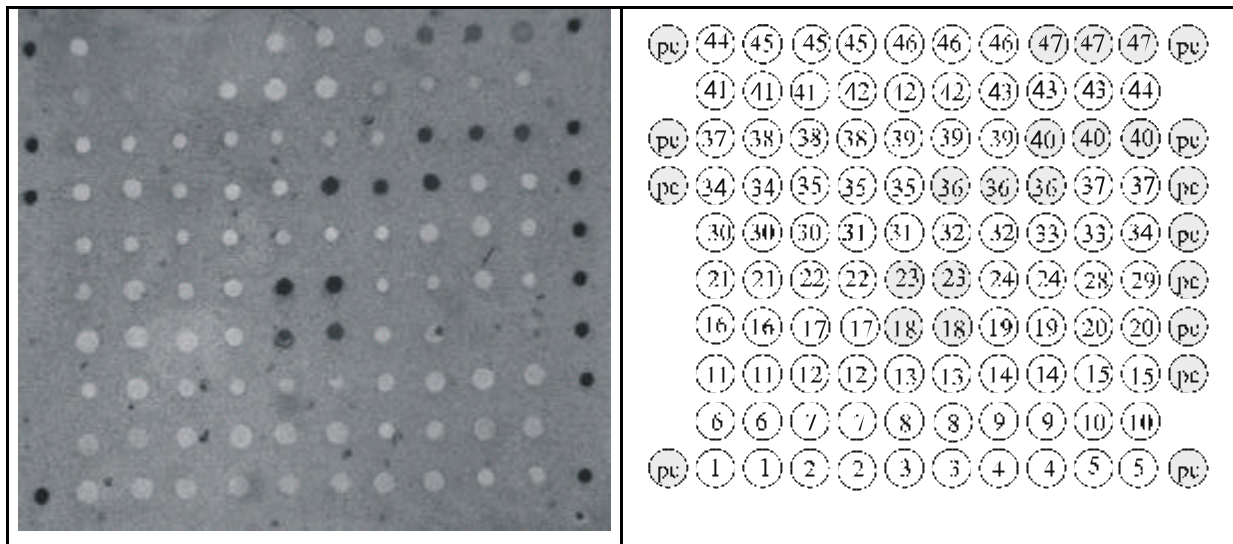 pc 44 45 45 45 46 46 46 47 47 47 pc
41 41 41 42 42 42 43 43 43 44
pc 37 38 38 38 39 39 39 40 40 40 pc
pc 34 34 35 35 35 36 36 36 37 37 pc
30 30 30 31 31 32 32 33 33 34 pc
21 21 22 22 23 23 24 24 28 29 pc
16 16 17 17 18 18 19 19 20 20 pc
11 11 12 12 13 13 14 14 15 15 pc
6 6 7 7 8 8 9 9 10 10
pc 1 1 2 2 3 3 4 4 5 5 pc